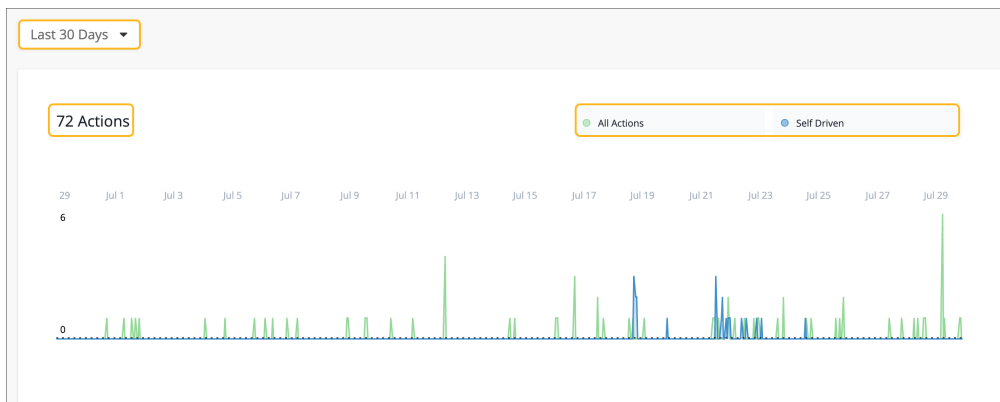 Last 30 Days
72 Actions
All Actions Self Driven
29 Jul 1 Jul 3 Jul 5 Jul 7 Jul 9 Jul 11 Jul 13 Jul 15 Jul 17 Jul 19 Jul 21 Jul 23 Jul 25 Jul 27 Jul 29
6
0